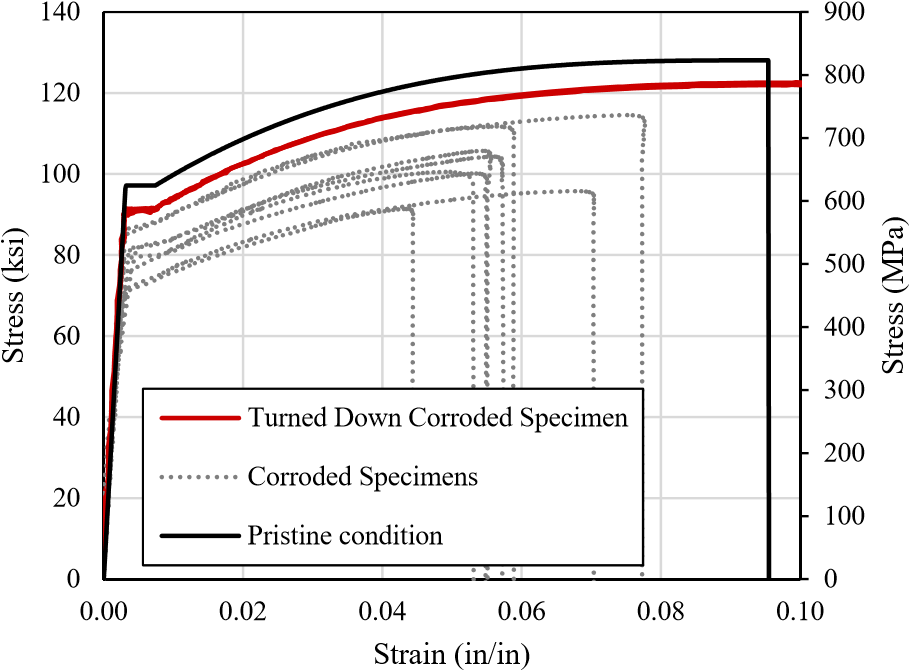 140
120
100
80
60
40
20
0
Stress (ksi)
900
800
700
600
500
400
300
200
100
0
Stress (MPa)
Turned Down Corroded Specimen
Corroded Specimens
Pristine condition
0.00 0.02 0.04 0.06 0.08 0.10
Strain (in/in)